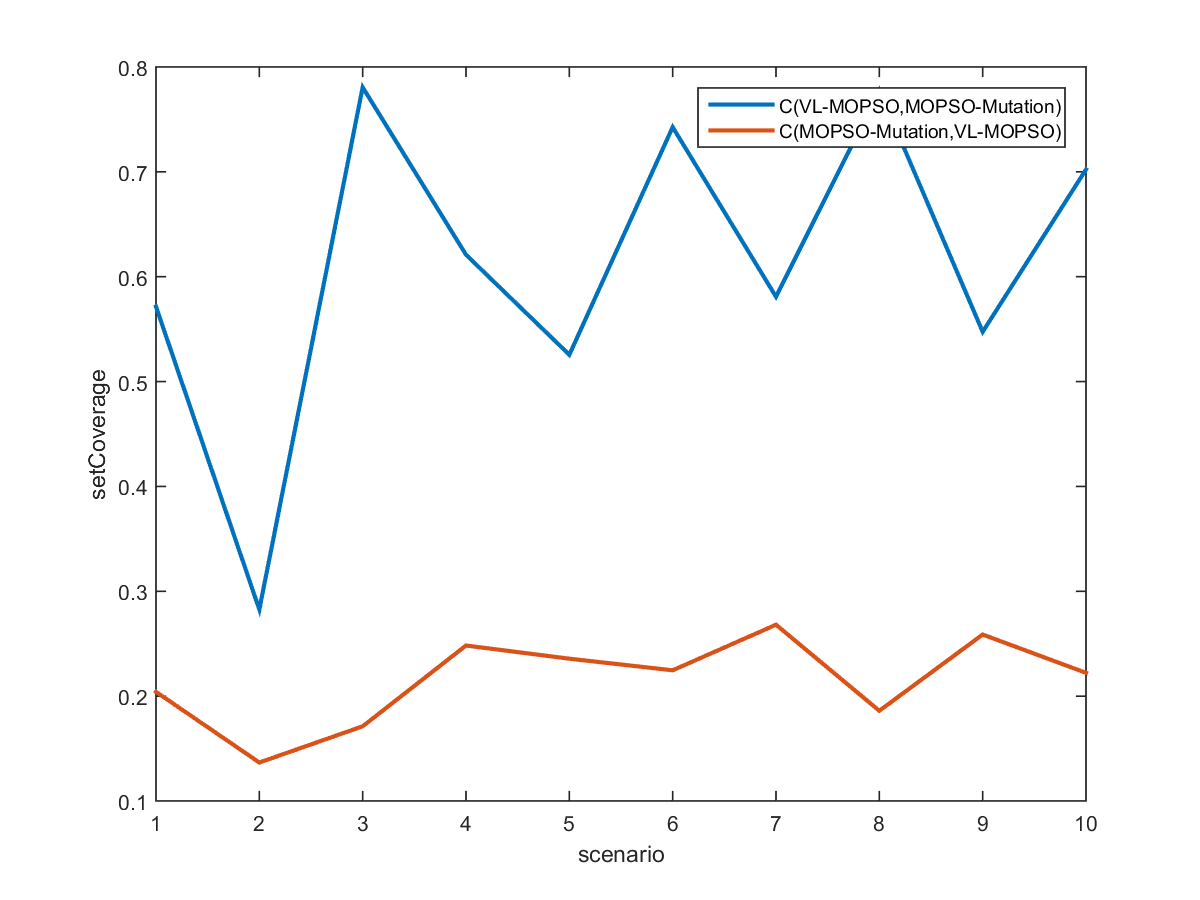 0.8
0.7
0.6
0.5
0.4
0.3
0.2
0.1
setCoverage
C(VL-MOPSO,MOPSO-Mutation)
C(MOPSO-Mutation,VL-MOPSO)
1 2 3 4 5 6 7 8 9 10
scenario